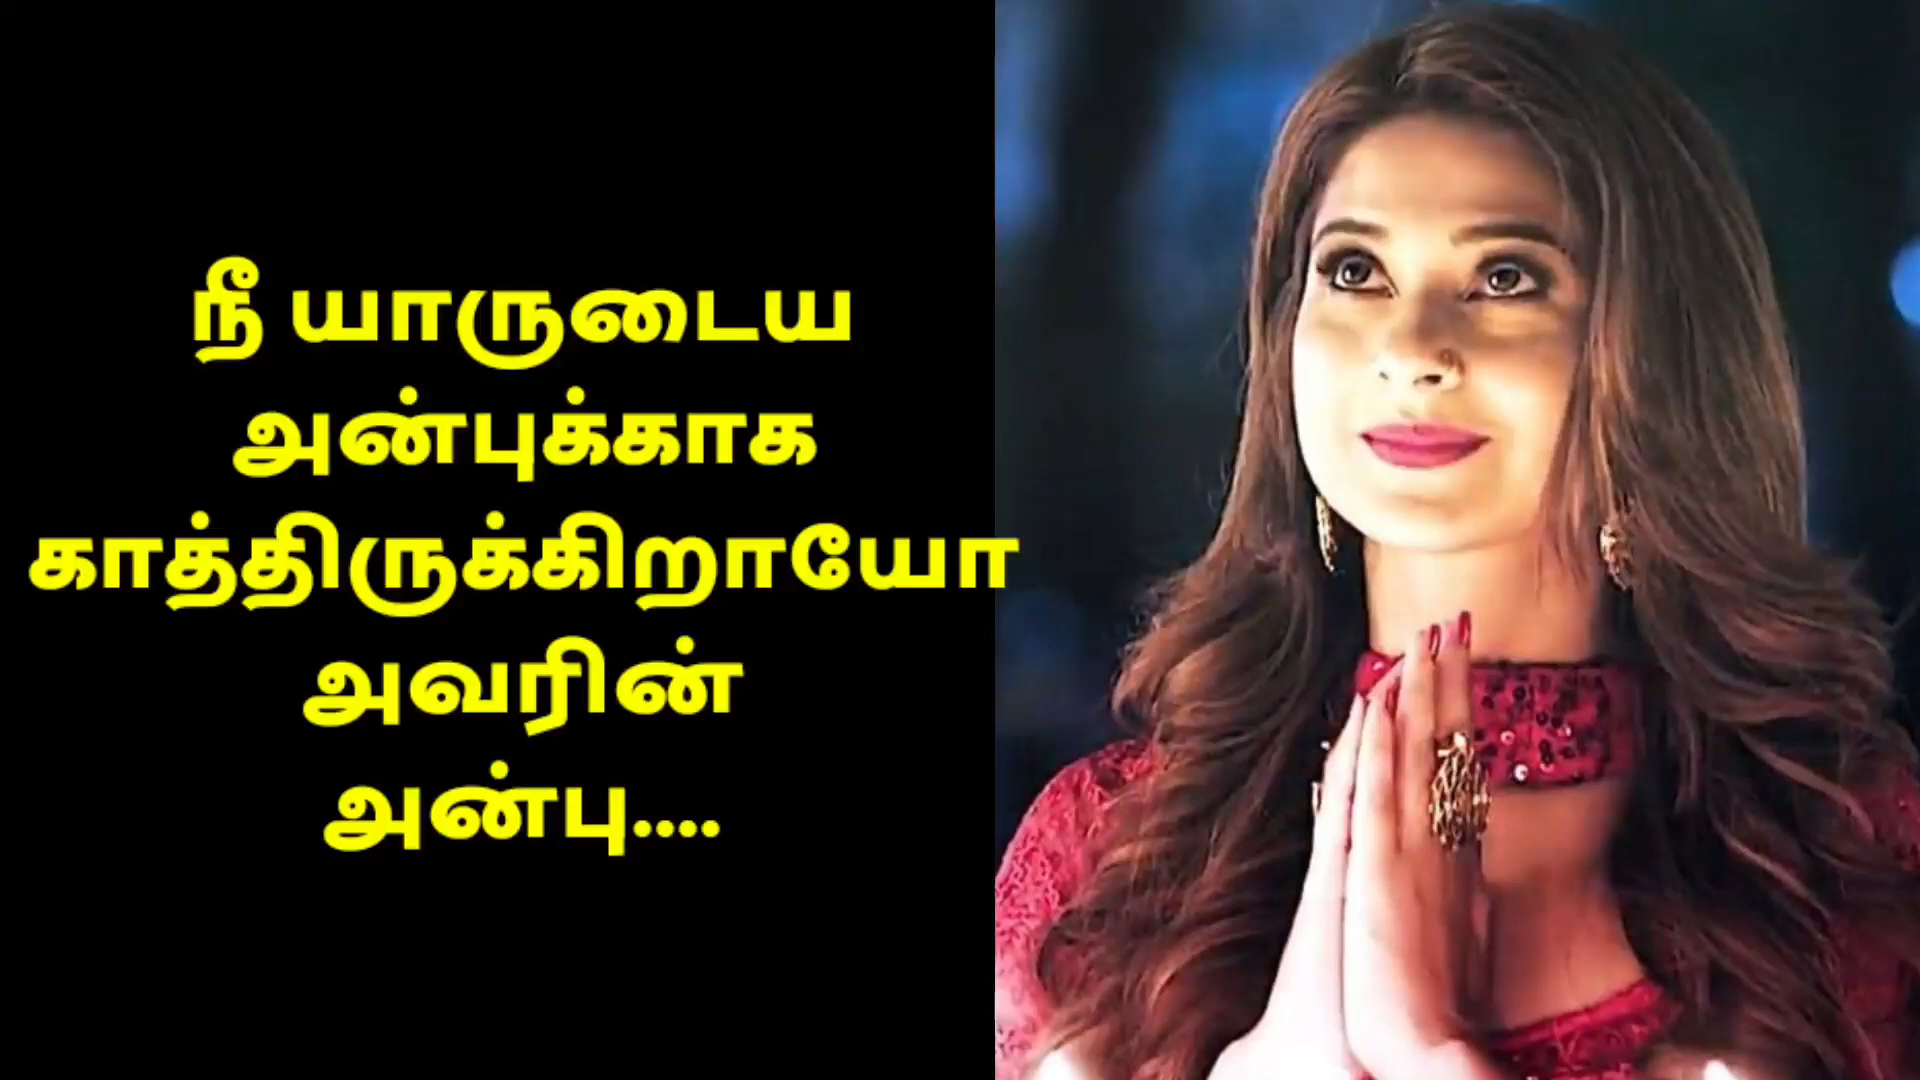 நீ யாருடைய
அன்புக்காக
காத்திருக்கிறாயோ
அவரின்
அன்பு....